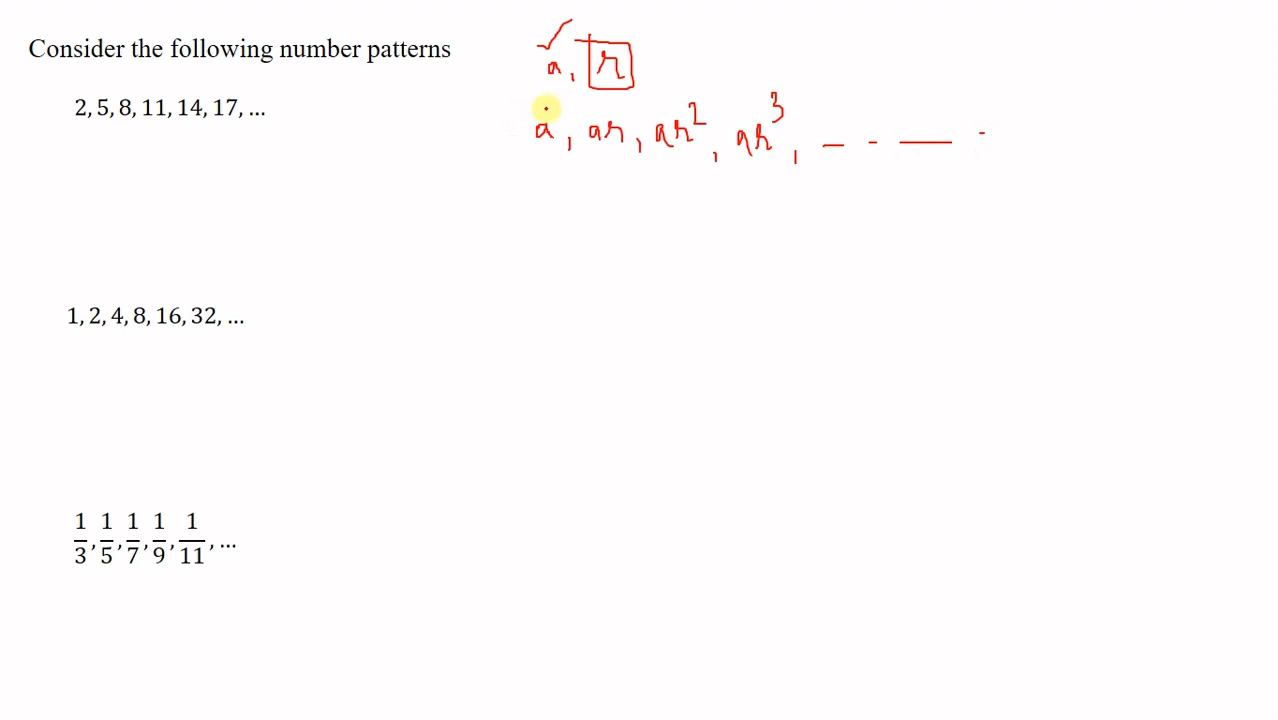 Consider the following number patterns
a, r
2, 5, 8, 11, 14, 17, ...
a, ar, ar², ar³, _ - __ -
1, 2, 4, 8, 16, 32, ...
1/3, 1/5, 1/7, 1/9, 1/11, ...